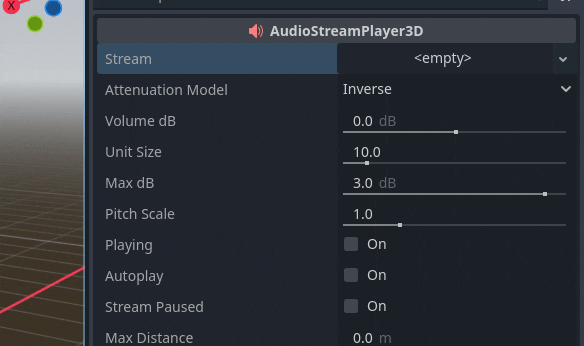 X
AudioStreamPlayer3D
Stream <empty>
Attenuation Model Inverse
Volume dB 0.0 dB
Unit Size 10.0
Max dB 3.0 dB
Pitch Scale 1.0
Playing On
Autoplay On
Stream Paused On
Max Distance 0.0 m